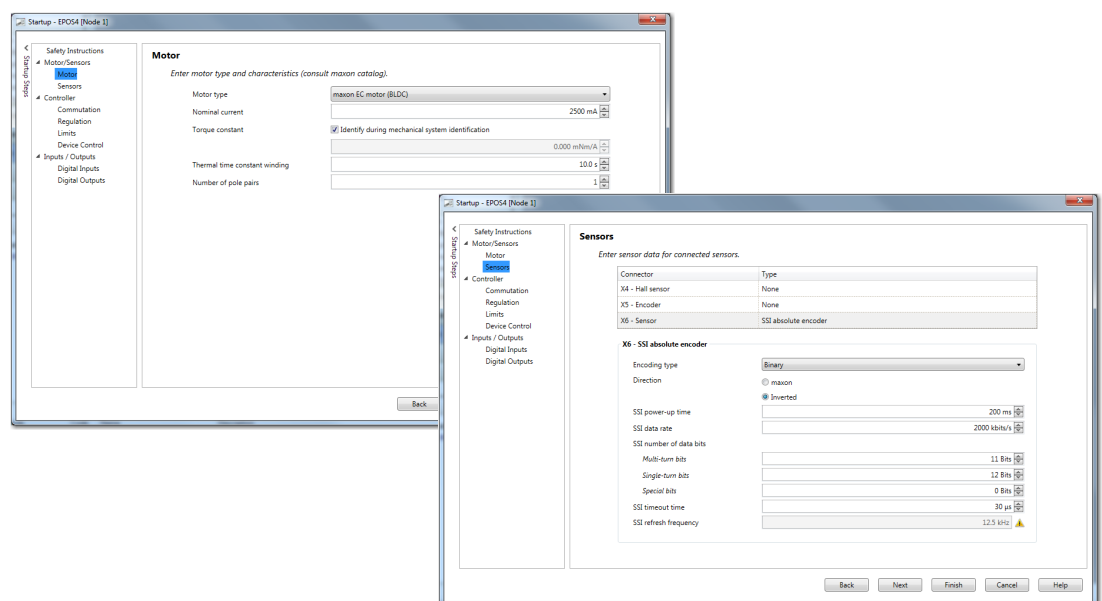 Startup - EPOS4 [Node 1]
Startup Steps
Safety Instructions
Motor/Sensors
Motor
Sensors
Controller
Commutation
Regulation
Limits
Device Control
Inputs / Outputs
Digital Inputs
Digital Outputs
Motor
Enter motor type and characteristics (consult maxon catalog).
Motor type maxon EC motor (BLDC)
Nominal current 2500 mA
Torque constant Identify during mechanical system identification
0.000 mNm/A
Thermal time constant winding 10.0 s
Number of pole pairs 1
Back
Startup - EPOS4 [Node 1]
Startup Steps
Safety Instructions
Motor/Sensors
Motor
Sensors
Controller
Commutation
Regulation
Limits
Device Control
Inputs / Outputs
Digital Inputs
Digital Outputs
Sensors
Enter sensor data for connected sensors.
Connector Type
X4 - Hall sensor None
X5 - Encoder None
X6 - Sensor SSI absolute encoder
X6 - SSI absolute encoder
Encoding type Binary
Direction maxon
Inverted
SSI power-up time 200 ms
SSI data rate 2000 kbits/s
SSI number of data bits
Multi-turn bits 11 Bits
Single-turn bits 12 Bits
Special bits 0 Bits
SSI timeout time 30 µs
SSI refresh frequency 12.5 kHz
Back Next Finish Cancel Help